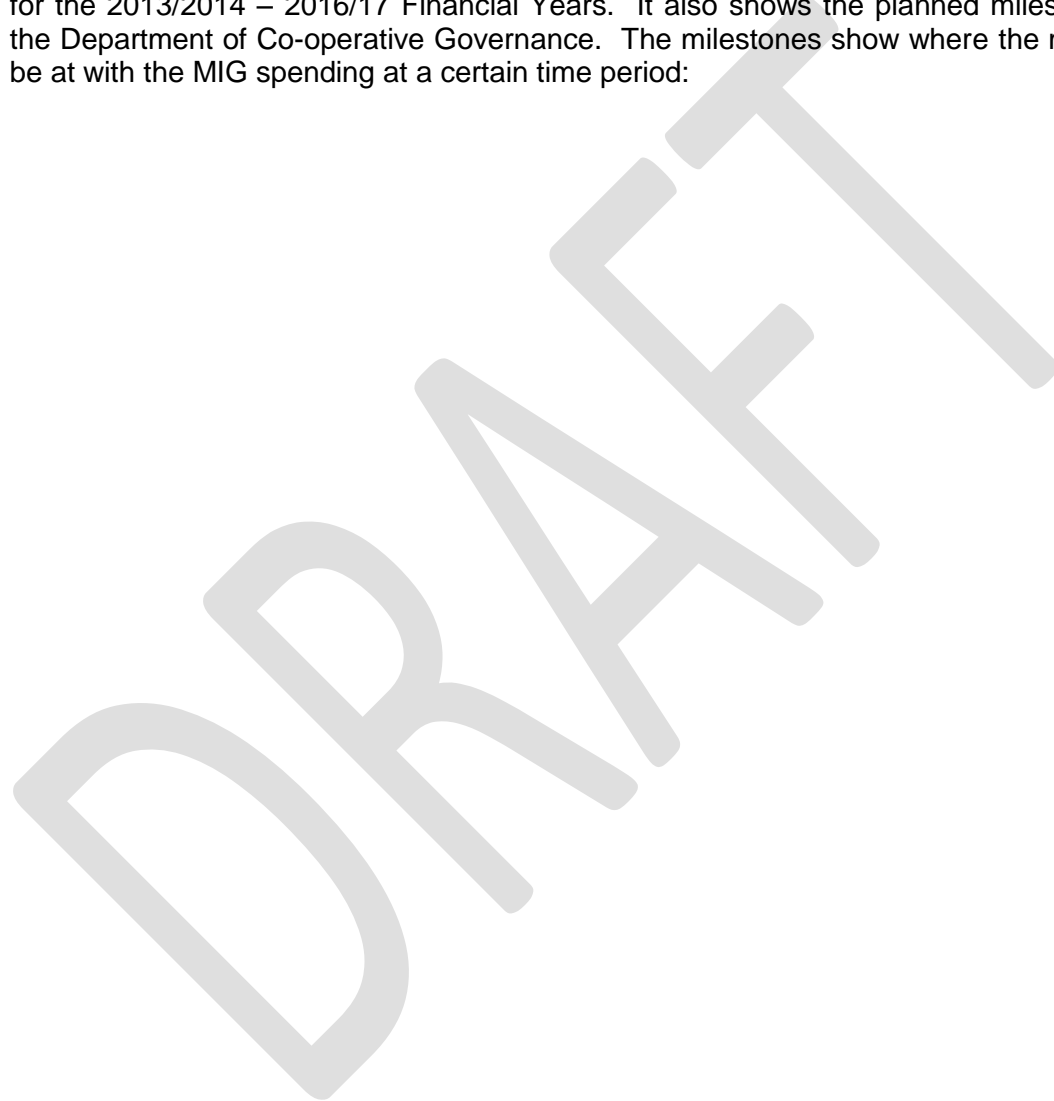 for the 2013/2014 – 2016/17 Financial Years. It also shows the planned
the Department of Co-operative Governance. The milestones show where the
be at with the MIG spending at a certain time period:
DRAFT